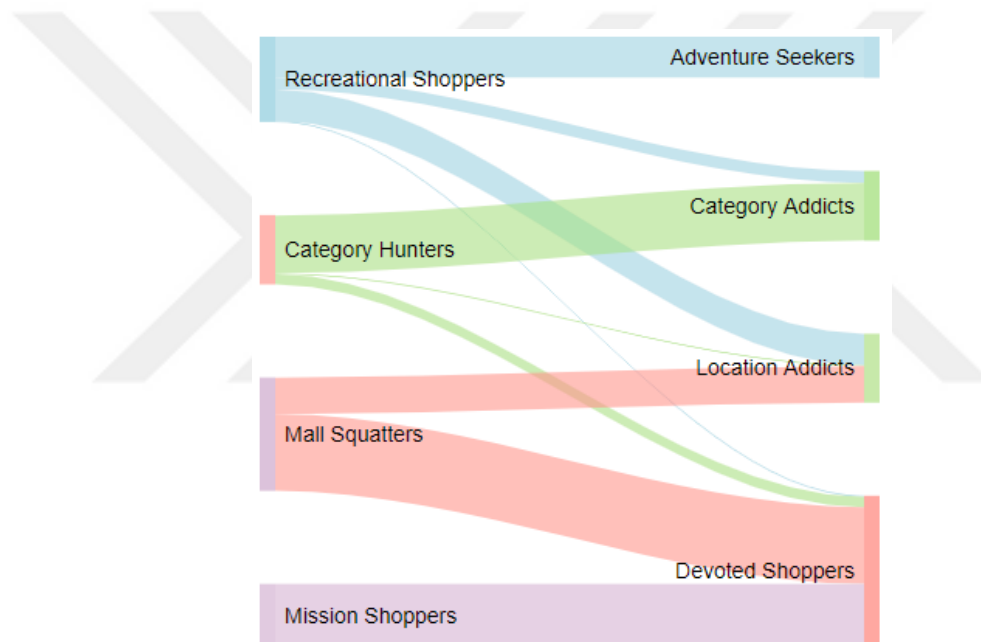 Recreational Shoppers
Adventure Seekers
Category Hunters
Category Addicts
Mall Squatters
Location Addicts
Mission Shoppers
Devoted Shoppers